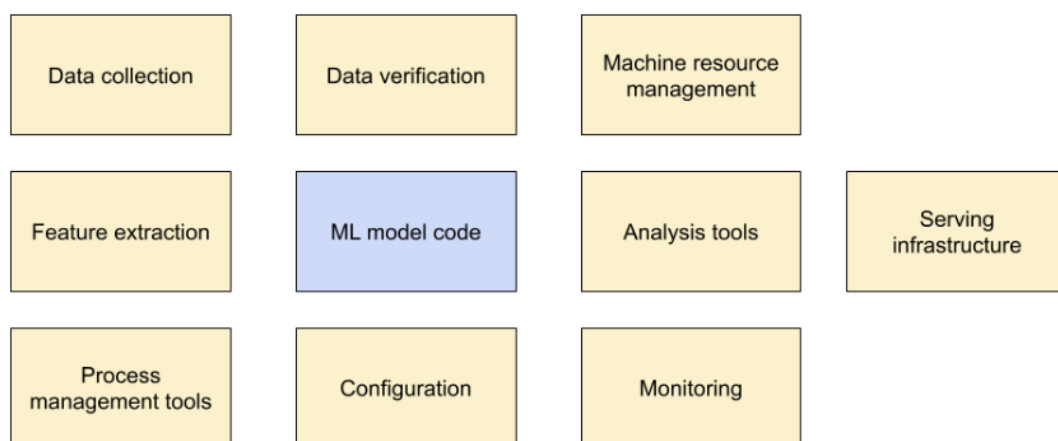 Data collection
Data verification
Machine resource
management
Feature extraction
ML model code
Analysis tools
Serving
infrastructure
Process
management tools
Configuration
Monitoring